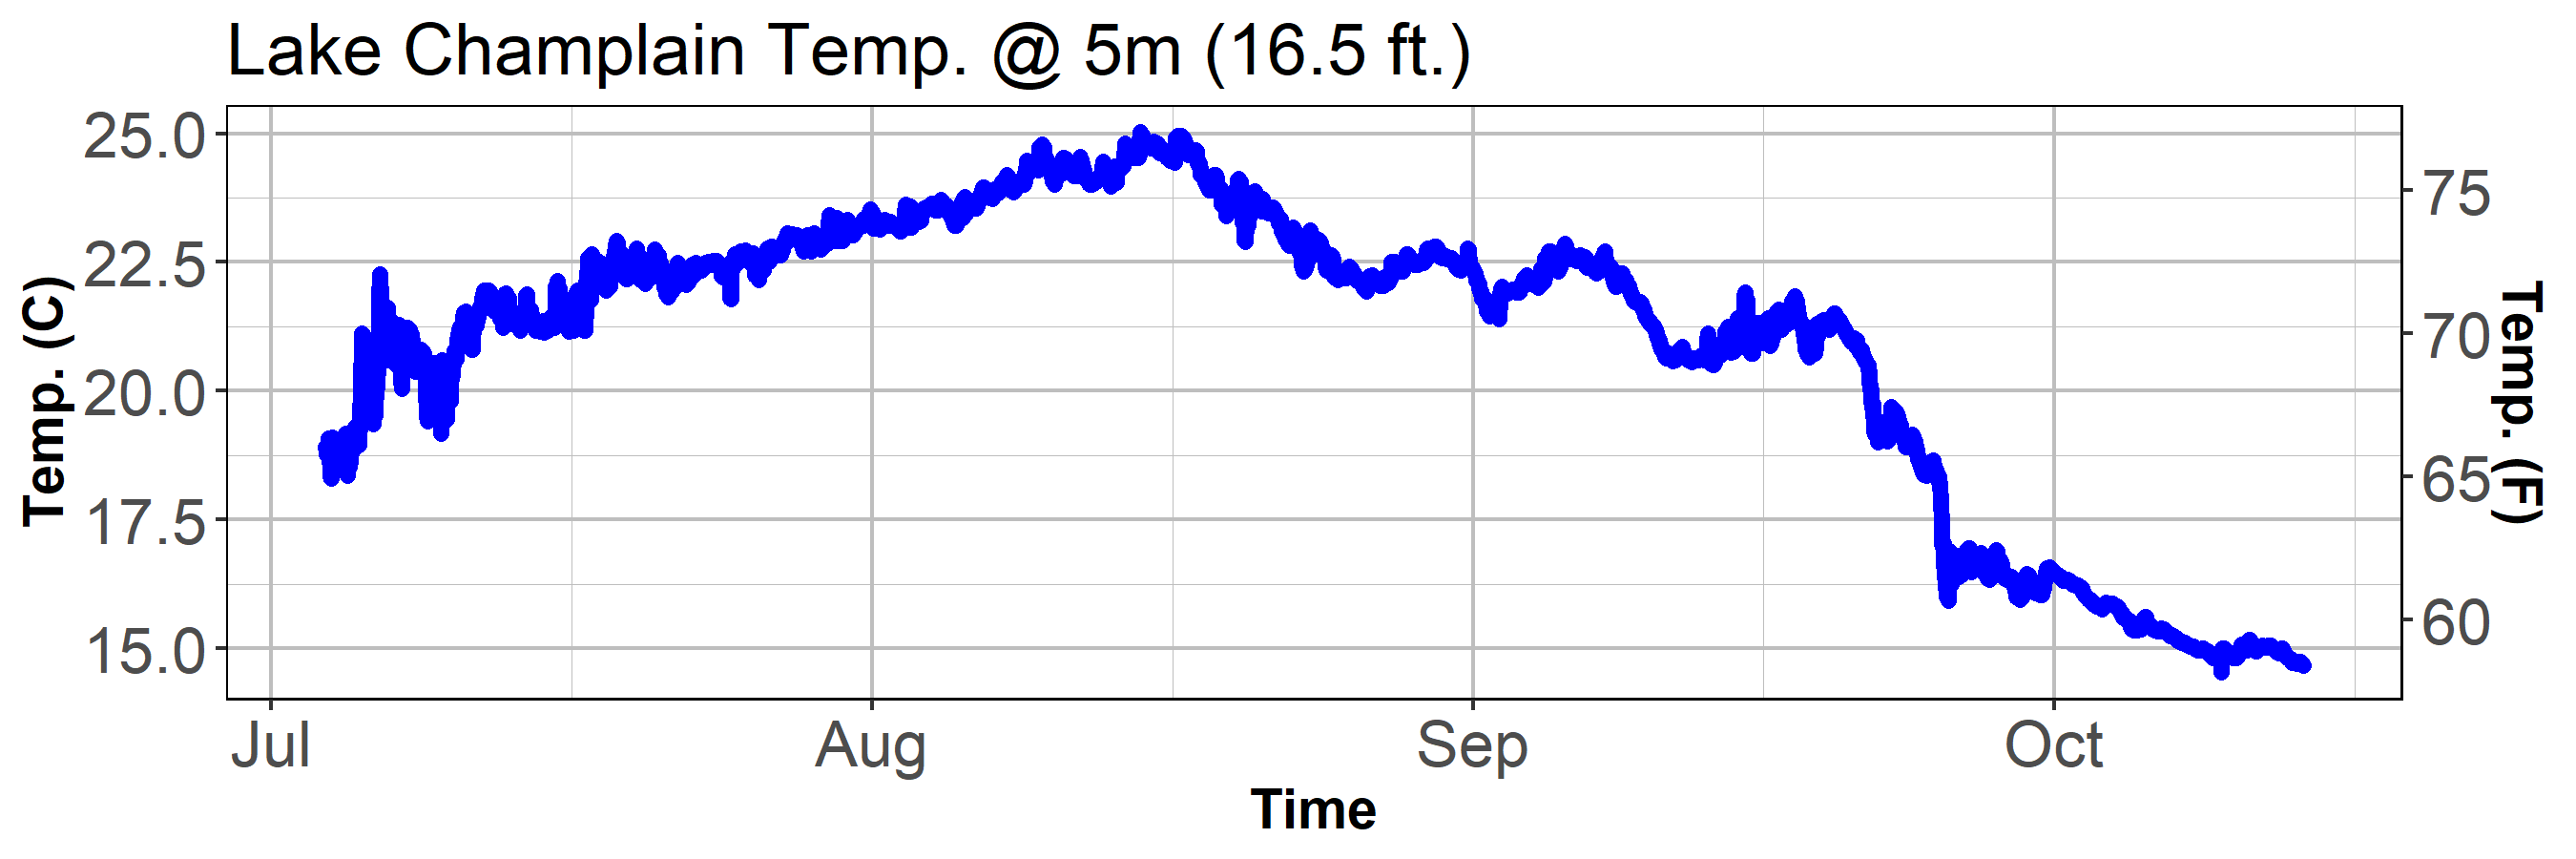 Lake Champlain Temp. @ 5m (16.5 ft.)
25.0
22.5
20.0
17.5
15.0
Temp. (C)
75
70
65
60
Temp. (F)
Jul Aug Sep Oct
Time